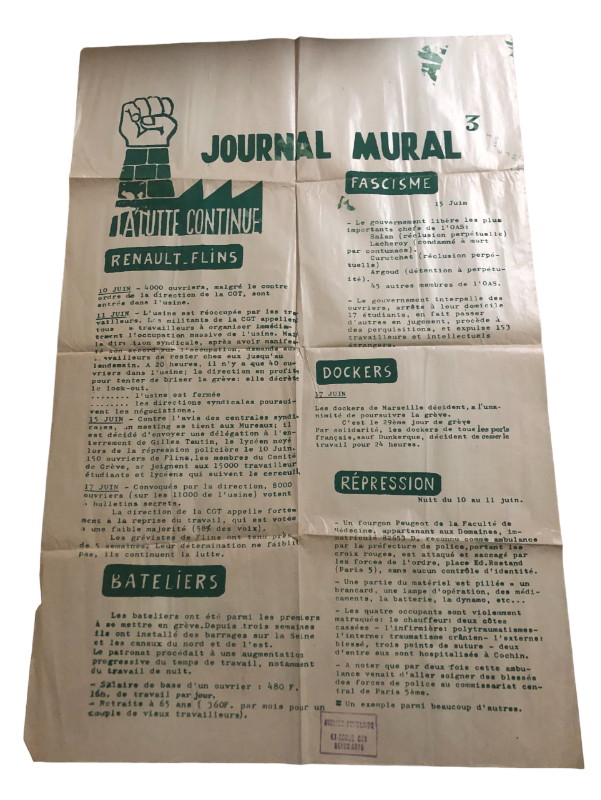 JOURNAL MURAL 3
LA LUTTE CONTINUE
RENAULT-FLINS
10 JUIN - 4000 ouvriers, malgré le contre
ordre de la direction de la CGT, sont
entrés dans l'usine.
11 JUIN - L'usine est réoccupée par les tra
vailleurs. Les militants de la CGT appellent
tous travailleurs à organiser immédia-
tement l'occupation massive de l'usine. Mais
la direction syndicale, après avoir manifes-
té son accord sur l'occupation, demande aux
travailleurs de rester chez eux jusqu'au
lendemain. A 20 heures, il n'y a que 40 ou
vriers dans l'usine; la direction en profite
pour tenter de briser la grève: elle décrète
le lock-out.
........ l'usine est fermée
........ les directions syndicales poursui-
vent les négociations.
15 JUIN - Contre l'avis des centrales syndi-
cales, un meeting se tient aux Mureaux; il
est décidé d'envoyer une délégation à l'en-
terrement de Gilles Tautin, le lycéen noyé
lors de la répression policière le 10 Juin.
150 ouvriers de Flins, les membres du Comité
de Grève, se joignent aux 15000 travailleurs
étudiants et lycéens qui suivent le cercueil.
17 JUIN - Convoqués par la direction, 8000
ouvriers (sur les 11000 de l'usine) votent
à bulletins secrets.
La direction de la CGT appelle forte-
ment à la reprise du travail, qui est votée
à une faible majorité (58% des voix).
Les grévistes de Flins ont tenu près
de 5 semaines. Leur détermination ne faiblit
pas, ils continuent la lutte.
BATELIERS
Les bateliers ont été parmi les premiers
à se mettre en grève. Depuis trois semaines
ils ont installé des barrages sur la Seine
et les canaux du nord et de l'est.
Le patronat procédait à une augmentation
progressive du temps de travail, notamment
du travail de nuit.
- Salaire de base d'un ouvrier : 480 F.
16h. de travail par jour.
- Retraite à 65 ans ( 360F. par mois pour un
couple de vieux travailleurs).
FASCISME
15 Juin
- Le gouvernement libère les plus
importants chefs de l'OAS:
Salan (réclusion perpétuelle)
Lacheroy (condamné à mort
par contumace).
Curutchet (réclusion perpé-
tuelle)
Argoud (détention à perpétu-
ité).
45 autres membres de l'OAS.
- Le gouvernement interpelle des
ouvriers, arrête à leur domicile
17 étudiants, en fait passer
d'autres en jugement, procède à
des perquisitions, et expulse 153
travailleurs et intellectuels
étrangers.
DOCKERS
17 JUIN
Les dockers de Marseille décident, à l'una-
nimité de poursuivre la grève.
C'est le 29ème jour de grève
Par solidarité, les dockers de tous les ports
français, sauf Dunkerque, décident de cesser le
travail pour 24 heures.
RÉPRESSION
Nuit du 10 au 11 juin.
- Un fourgon Peugeot de la Faculté de
Médecine, appartenant aux Domaines, im-
matriculé 82653 D, reconnu comme ambulance
par la préfecture de police, portant les
croix rouges, est attaqué et saccagé par
les forces de l'ordre, place Ed. Rostand
(Paris 5), sans aucun contrôle d'identité.
- Une partie du matériel est pillée = un
brancard, une lampe d'opération, des médi-
caments, la batterie, la dynamo, etc...
- Les quatre occupants sont violemment
matraqués: le chauffeur: deux côtes
cassées - l'infirmière: polytraumatismes-
l'interne: traumatisme crânien- l'externe:
blessé, trois points de suture - deux
d'entre eux sont hospitalisés à Cochin.
- A noter que par deux fois cette ambu-
lance venait d'aller soigner des blessés
des forces de police au commissariat cen-
tral de Paris 5ème.
Un exemple parmi beaucoup d'autres.
EX-ECOLE DES
BEAUX ARTS